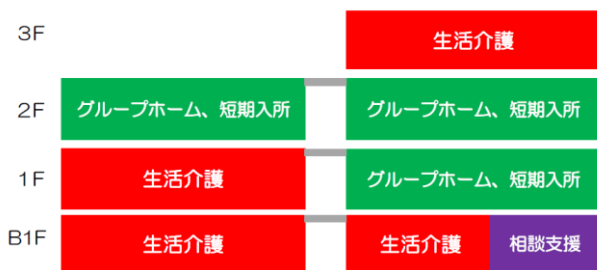 3F
生活介護
2F
グループホーム、短期入所
グループホーム、短期入所
1F
生活介護
グループホーム、短期入所
B1F
生活介護
生活介護
相談支援